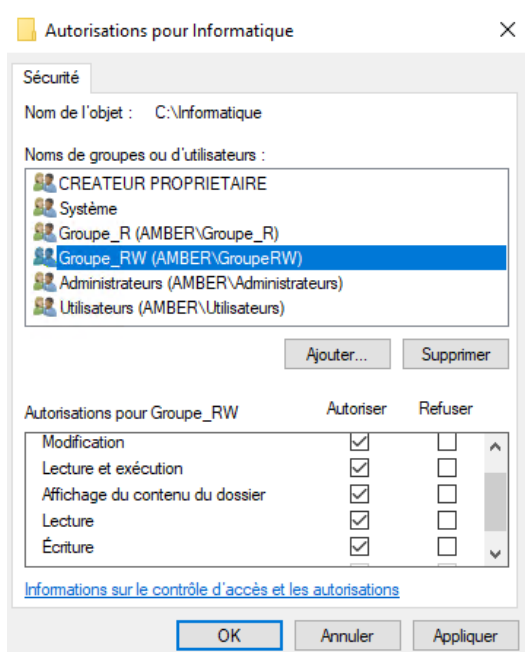 Autorisations pour Informatique
Sécurité
Nom de l'objet : C:\Informatique
Noms de groupes ou d'utilisateurs :
CREATEUR PROPRIETAIRE
Système
Groupe_R (AMBER\Groupe_R)
Groupe_RW (AMBER\GroupeRW)
Administrateurs (AMBER\Administrateurs)
Utilisateurs (AMBER\Utilisateurs)
Ajouter... Supprimer
Autorisations pour Groupe_RW Autoriser Refuser
Modification
Lecture et exécution
Affichage du contenu du dossier
Lecture
Écriture
Informations sur le contrôle d'accès et les autorisations
OK Annuler Appliquer